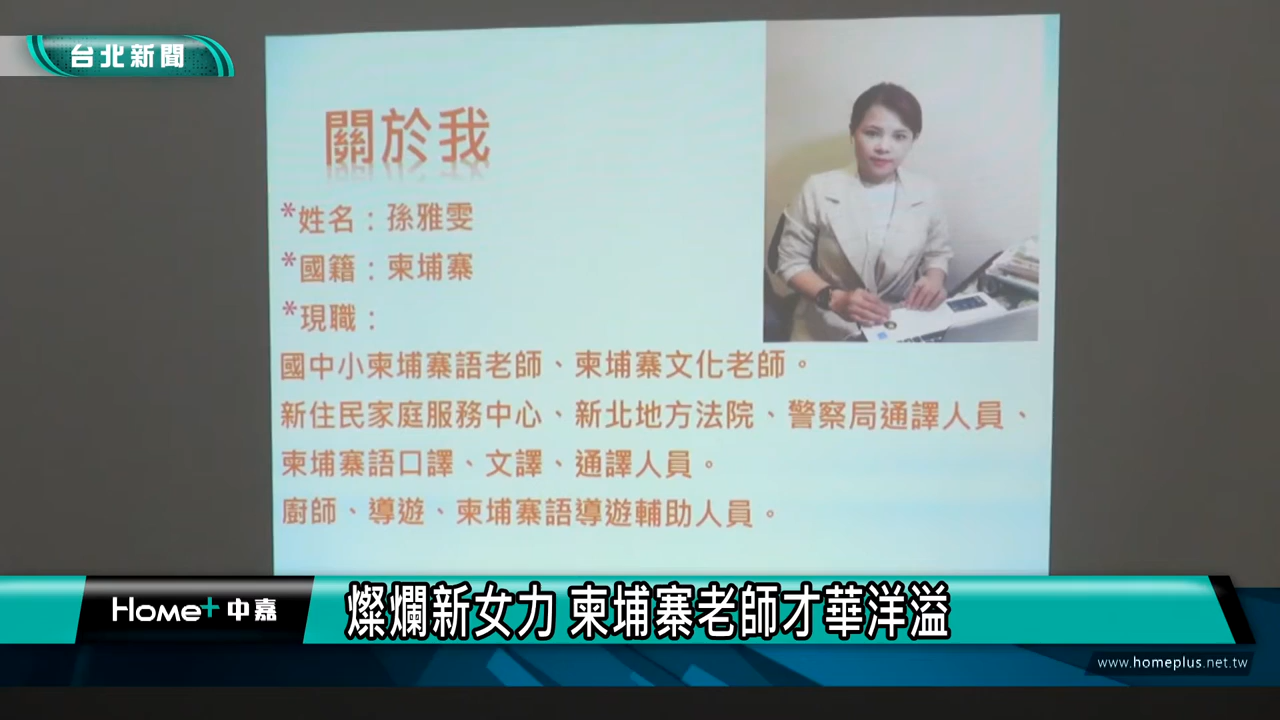 台北新聞
關於我
*姓名：孫雅雯
*國籍：柬埔寨
*現職：
國中小柬埔寨語老師、柬埔寨文化老師。
新住民家庭服務中心、新北地方法院、警察局通譯人員、
柬埔寨語口譯、文譯、通譯人員。
廚師、導遊、柬埔寨語導遊輔助人員。
Home+中嘉
燦爛新女力 柬埔寨老師才華洋溢
www.homeplus.net.tw